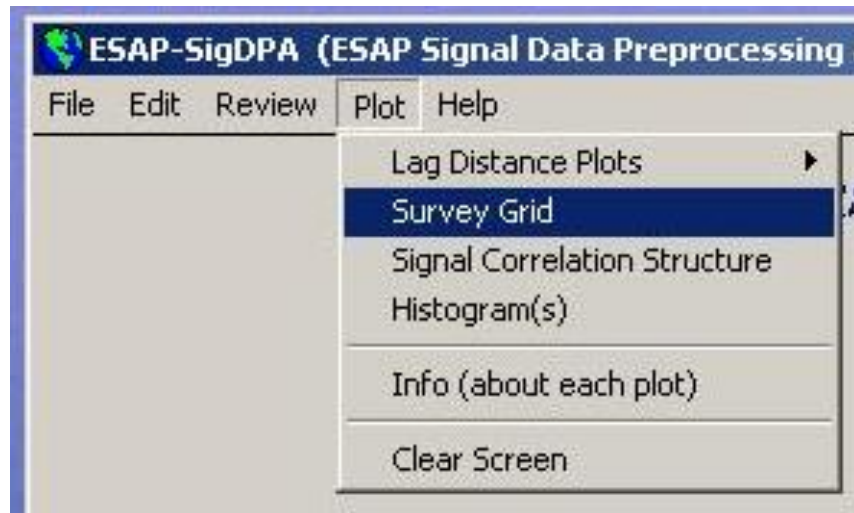 ESAP-SigDPA (ESAP Signal Data Preprocessing
File Edit Review Plot Help
Lag Distance Plots
Survey Grid
Signal Correlation Structure
Histogram(s)
Info (about each plot)
Clear Screen